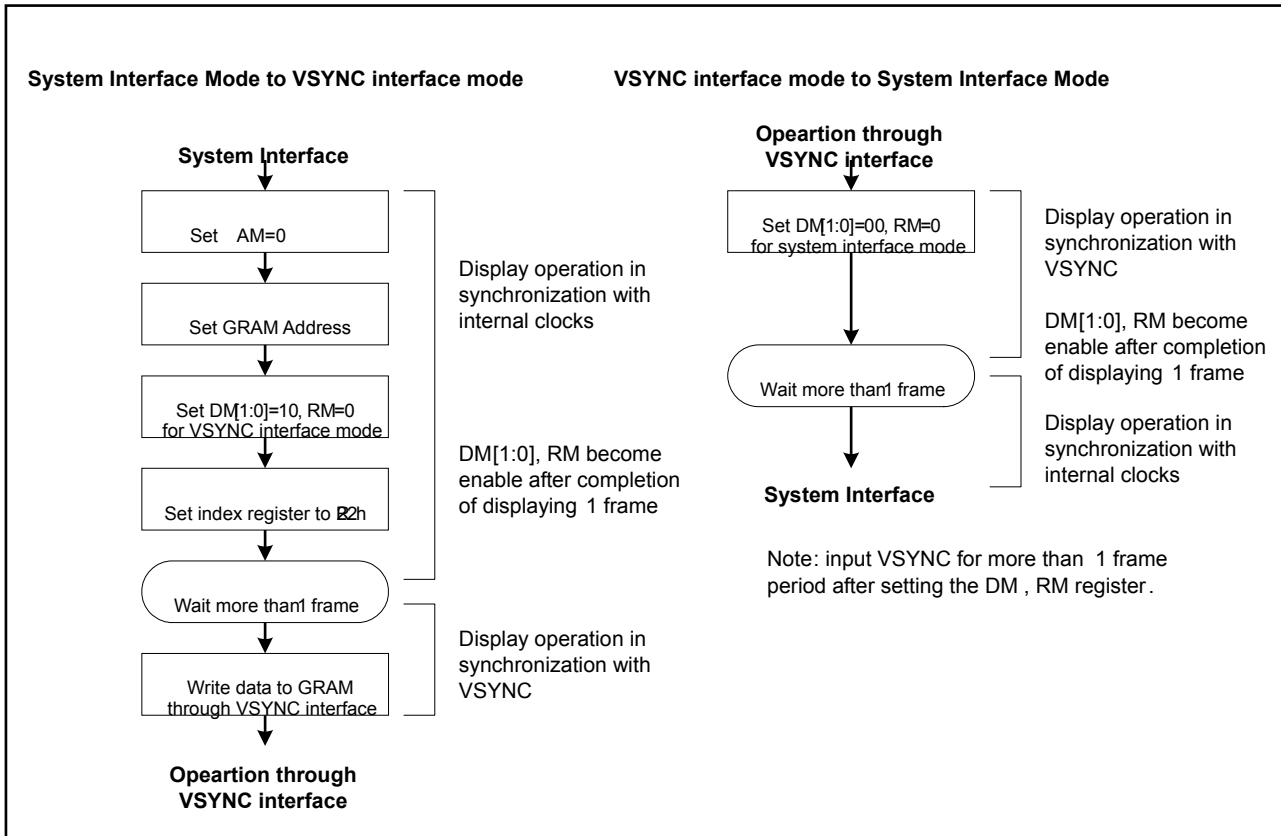 System Interface Mode to VSYNC interface mode
System Interface
Set AM=0
Set GRAM Address
Set DM[1:0]=10, RM=0
for VSYNC interface mode
Set index register to R22h
Wait more than1 frame
Write data to GRAM
through VSYNC interface
Opeartion through
VSYNC interface
Display operation in
synchronization with
internal clocks
DM[1:0], RM become
enable after completion
of displaying 1 frame
Display operation in
synchronization with
VSYNC
VSYNC interface mode to System Interface Mode
Opeartion through
VSYNC interface
Set DM[1:0]=00, RM=0
for system interface mode
Wait more than1 frame
System Interface
Display operation in
synchronization with
VSYNC
DM[1:0], RM become
enable after completion
of displaying 1 frame
Display operation in
synchronization with
internal clocks
Note: input VSYNC for more than 1 frame
period after setting the DM , RM register.